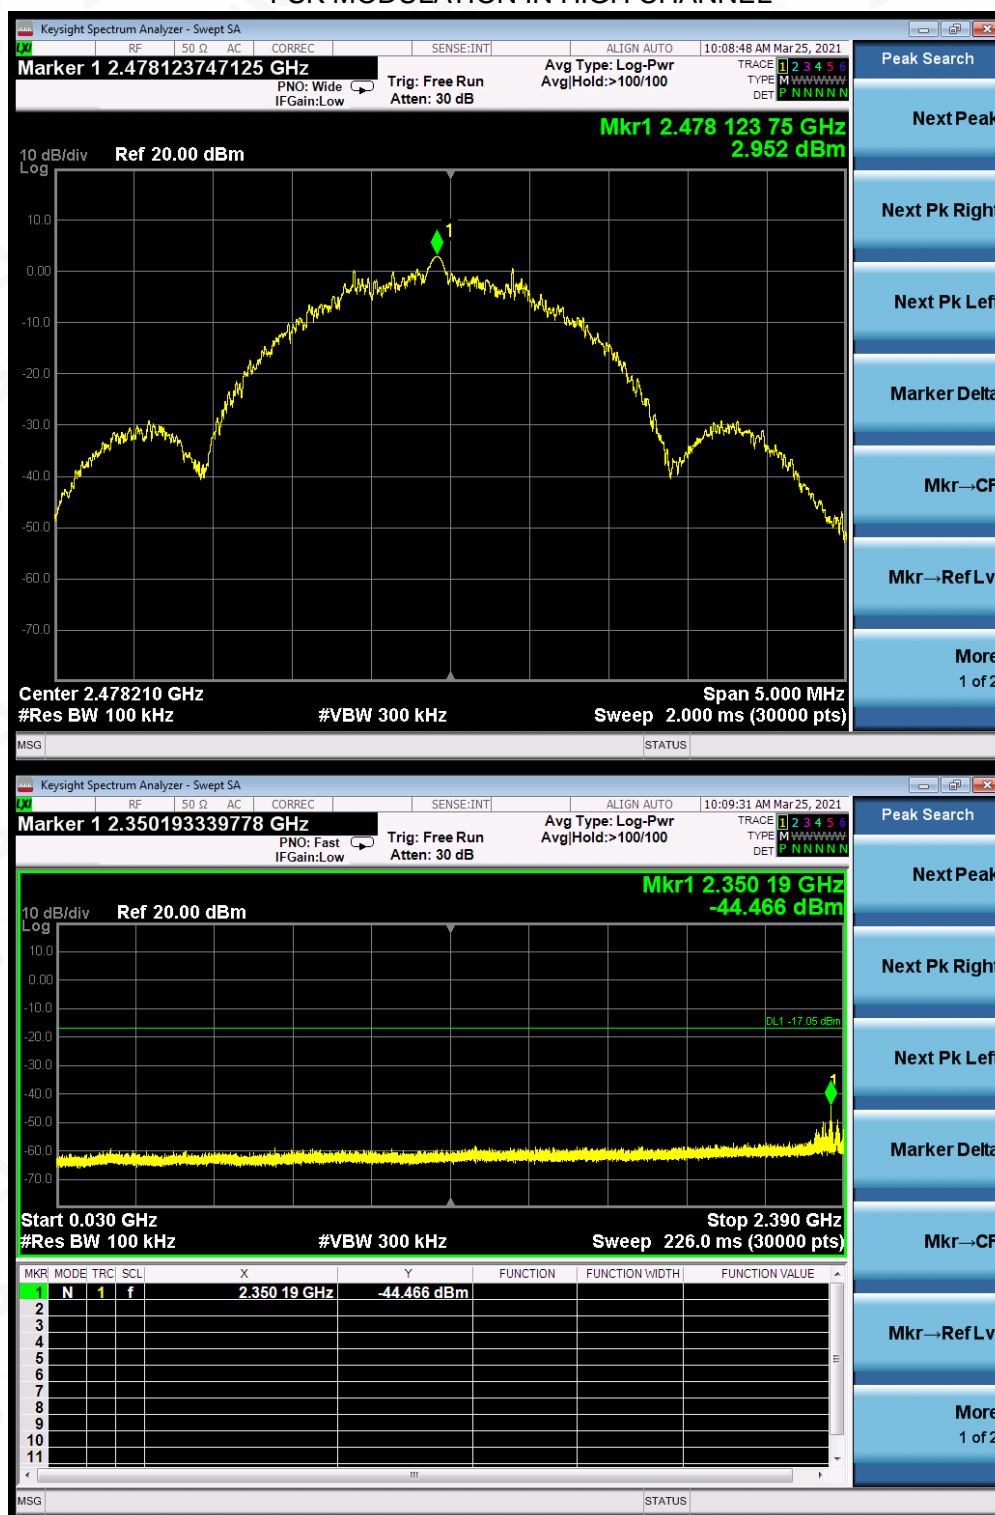 FOR MODULATION IN HIGH CHANNEL
Keysight Spectrum Analyzer - Swept SA
LXI RF 50 Ω AC CORREC SENSE:INT ALIGN AUTO 10:08:48 AM Mar 25, 2021
Marker 1 2.478123747125 GHz
PNO: Wide
IFGain:Low
Trig: Free Run
Atten: 30 dB
Avg Type: Log-Pwr
Avg|Hold:>100/100
TRACE 1 2 3 4 5 6
TYPE M WWWWW
DET P N N N N N
Mkr1 2.478 123 75 GHz
2.952 dBm
10 dB/div Ref 20.00 dBm
Log
10.0
0.00
-10.0
-20.0
-30.0
-40.0
-50.0
-60.0
-70.0
1
Center 2.478210 GHz Span 5.000 MHz
#Res BW 100 kHz #VBW 300 kHz Sweep 2.000 ms (30000 pts)
MSG STATUS
Peak Search
Next Peak
Next Pk Right
Next Pk Left
Marker Delta
Mkr→CF
Mkr→Ref Lv
More
1 of 2
Keysight Spectrum Analyzer - Swept SA
LXI RF 50 Ω AC CORREC SENSE:INT ALIGN AUTO 10:09:31 AM Mar 25, 2021
Marker 1 2.350193339778 GHz
PNO: Fast
IFGain:Low
Trig: Free Run
Atten: 30 dB
Avg Type: Log-Pwr
Avg|Hold:>100/100
TRACE 1 2 3 4 5 6
TYPE M WWWWW
DET P N N N N N
Mkr1 2.350 19 GHz
-44.466 dBm
10 dB/div Ref 20.00 dBm
Log
10.0
0.00
-10.0
-20.0
-30.0
-40.0
-50.0
-60.0
-70.0
DL1 -17.05 dBm
1
Start 0.030 GHz Stop 2.390 GHz
#Res BW 100 kHz #VBW 300 kHz Sweep 226.0 ms (30000 pts)
MKR MODE TRC SCL X Y FUNCTION FUNCTION WIDTH FUNCTION VALUE
1 N 1 f 2.350 19 GHz -44.466 dBm
2
3
4
5
6
7
8
9
10
11
MSG STATUS
Peak Search
Next Peak
Next Pk Right
Next Pk Left
Marker Delta
Mkr→CF
Mkr→Ref Lv
More
1 of 2